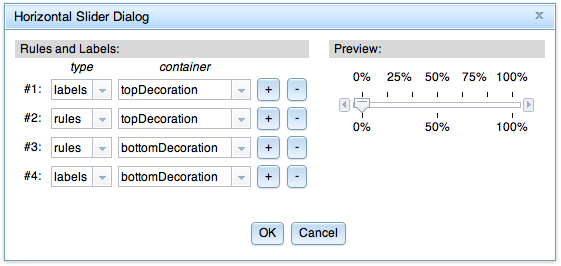 Horizontal Slider Dialog x
Rules and Labels:
type container
#1: labels topDecoration + -
#2: rules topDecoration + -
#3: rules bottomDecoration + -
#4: labels bottomDecoration + -
Preview:
0% 25% 50% 75% 100%
0% 50% 100%
OK Cancel